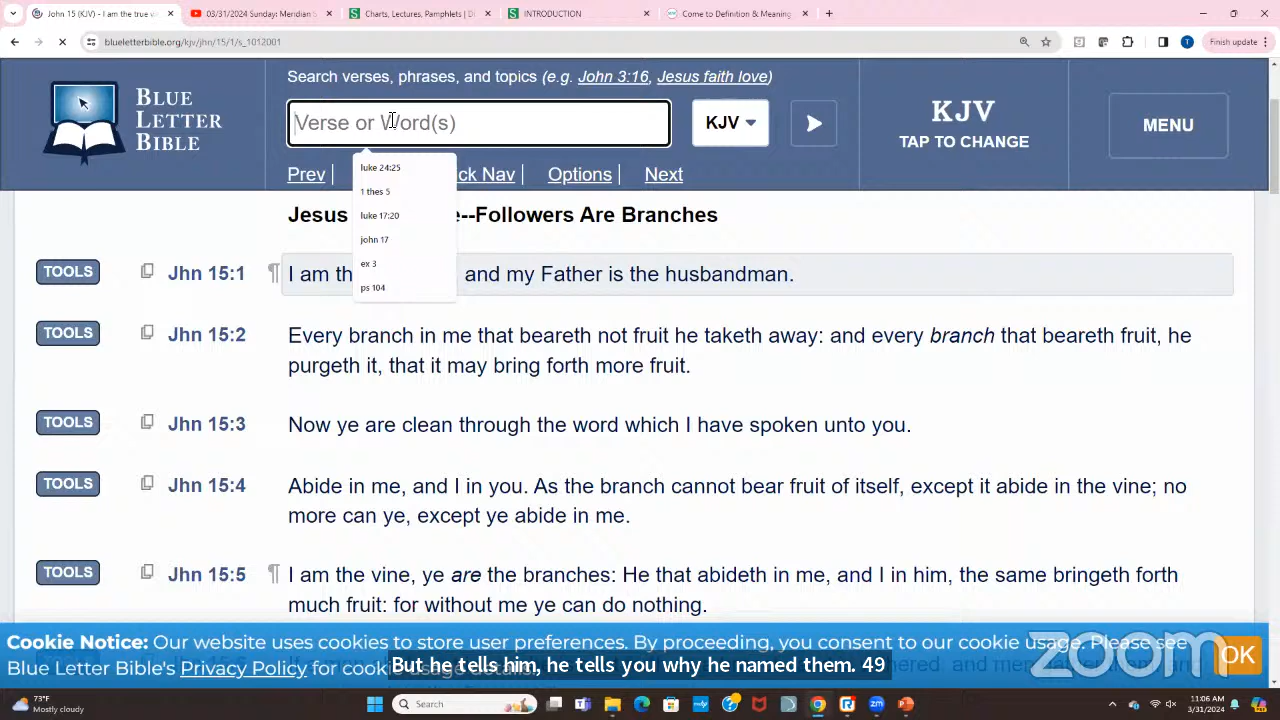 John 15 (KJV) - I am the true v
03/31/2024 Sunday: Meridian S
Charts, Lectures, Pamphlets | D
INTRODUCTION
Come to Definition & Meaning
blueletterbible.org/kjv/jhn/15/1/s_1012001
Finish update
Search verses, phrases, and topics (e.g. John 3:16, Jesus faith love)
BLUE
LETTER
BIBLE
Verse or Word(s)
KJV
KJV
TAP TO CHANGE
MENU
luke 24:25
1 thes 5
luke 17:20
john 17
ex 3
ps 104
Prev
ck Nav
Options
Next
Jesus e--Followers Are Branches
TOOLS Jhn 15:1 ¶ I am th and my Father is the husbandman.
TOOLS Jhn 15:2 Every branch in me that beareth not fruit he taketh away: and every branch that beareth fruit, he
purgeth it, that it may bring forth more fruit.
TOOLS Jhn 15:3 Now ye are clean through the word which I have spoken unto you.
TOOLS Jhn 15:4 Abide in me, and I in you. As the branch cannot bear fruit of itself, except it abide in the vine; no
more can ye, except ye abide in me.
TOOLS Jhn 15:5 ¶ I am the vine, ye are the branches: He that abideth in me, and I in him, the same bringeth forth
much fruit: for without me ye can do nothing.
Cookie Notice: Our website uses cookies to store user preferences. By proceeding, you consent to our cookie usage. Please see
Blue Letter Bible's Privacy Policy for cookie usage details.
OK
But he tells him, he tells you why he named them. 49
zoom
73°F
Mostly cloudy
Search
11:06 AM
3/31/2024